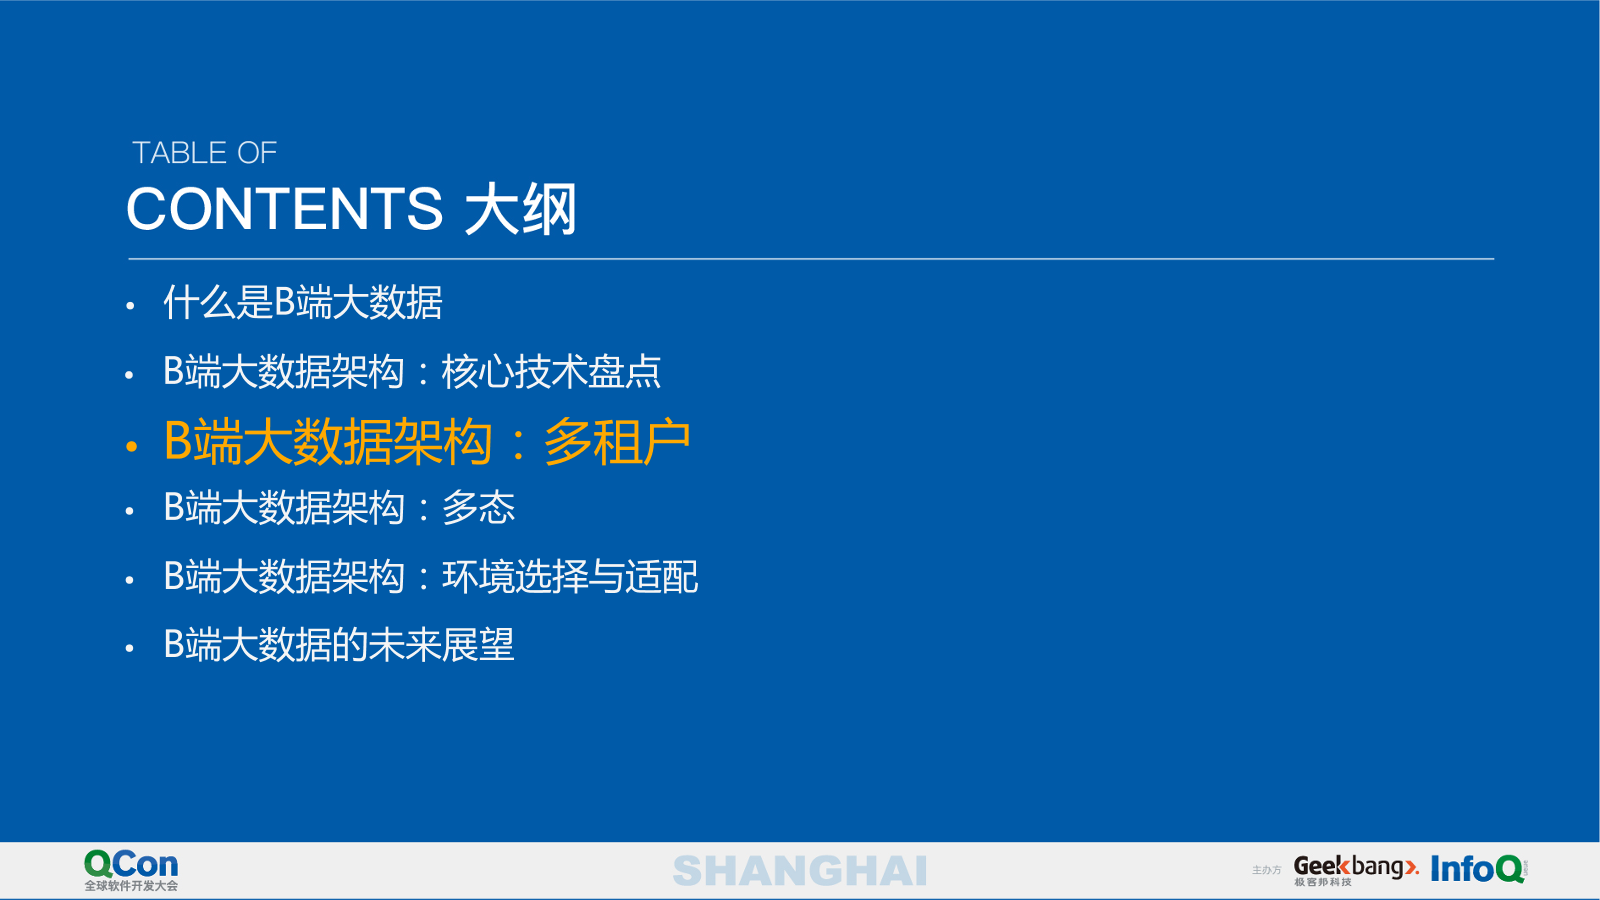 TABLE OF
CONTENTS 大纲
• 什么是B端大数据
• B端大数据架构：核心技术盘点
• B端大数据架构：多租户
• B端大数据架构：多态
• B端大数据架构：环境选择与适配
• B端大数据的未来展望
QCon
全球软件开发大会
SHANGHAI
主办方
Geekbang>.
极客邦科技
InfoQ